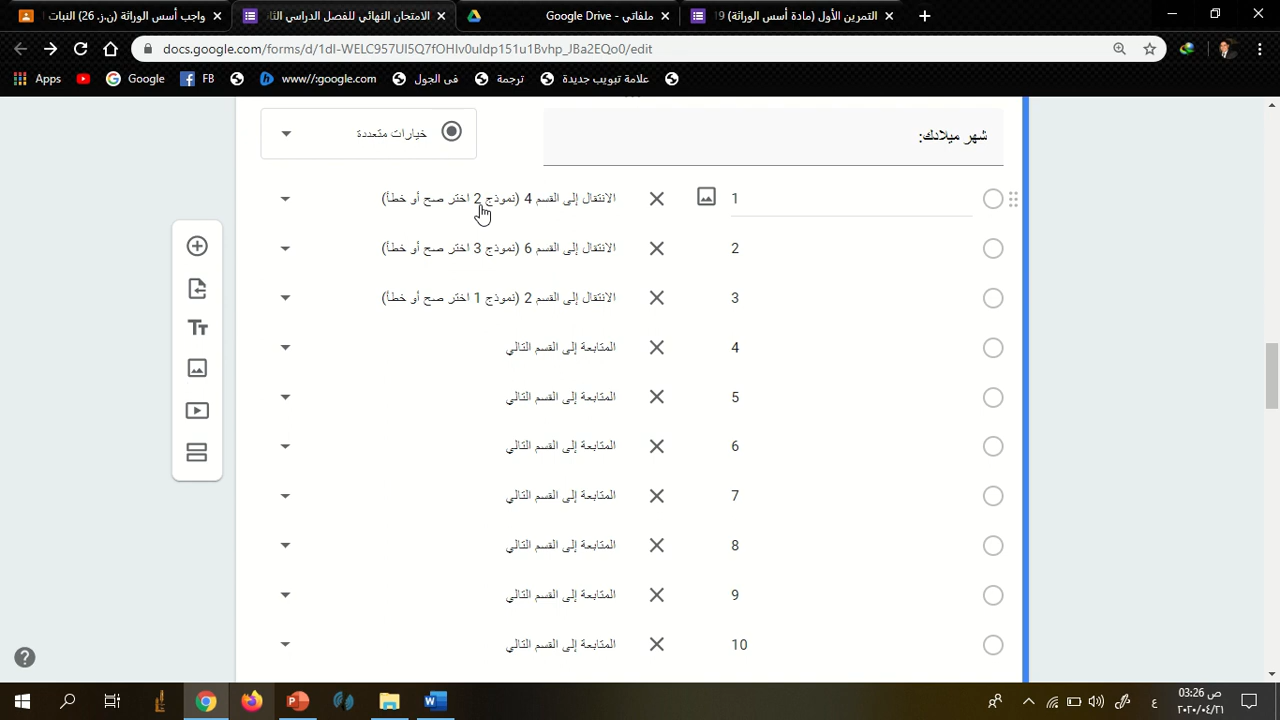 واجب أسس الوراثة (ن.ز. 26) النبات
الامتحان النهائي للفصل الدراسي الثان
ملفاتي - Google Drive
التمرين الأول (مادة أسس الوراثة) 19
docs.google.com/forms/d/1dI-WELC957UI5Q7fOHIv0uIdp151u1Bvhp_JBa2EQo0/edit
Apps
Google
FB
www//:google.com
في الجول
ترجمة
علامة تبويب جديدة
شهر ميلادك:
خيارات متعددة
1
الانتقال إلى القسم 4 (نموذج 2 اختر صح أو خطأ)
2
الانتقال إلى القسم 6 (نموذج 3 اختر صح أو خطأ)
3
الانتقال إلى القسم 2 (نموذج 1 اختر صح أو خطأ)
4
المتابعة إلى القسم التالي
5
المتابعة إلى القسم التالي
6
المتابعة إلى القسم التالي
7
المتابعة إلى القسم التالي
8
المتابعة إلى القسم التالي
9
المتابعة إلى القسم التالي
10
المتابعة إلى القسم التالي
Tт
ع
03:26 ص
٢٠٢٠/٠٤/٢١